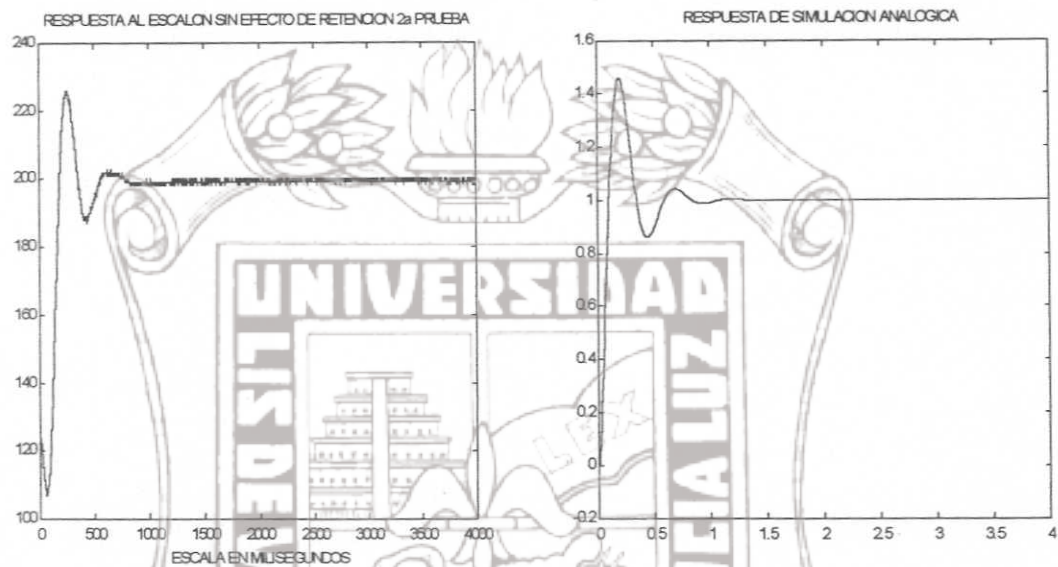 RESPUESTA AL ESCALON SIN EFECTO DE RETENCION 2a PRUEBA
240
220
200
180
160
140
120
100
0 500 1000 1500 2000 2500 3000 3500 4000
ESCALA EN MILISEGUNDOS
RESPUESTA DE SIMULACION ANALOGICA
1.6
1.4
1.2
1
0.8
0.6
0.4
0.2
0
0.2
0 0.5 1 1.5 2 2.5 3 3.5 4
UNIVERSIDAD
LEX